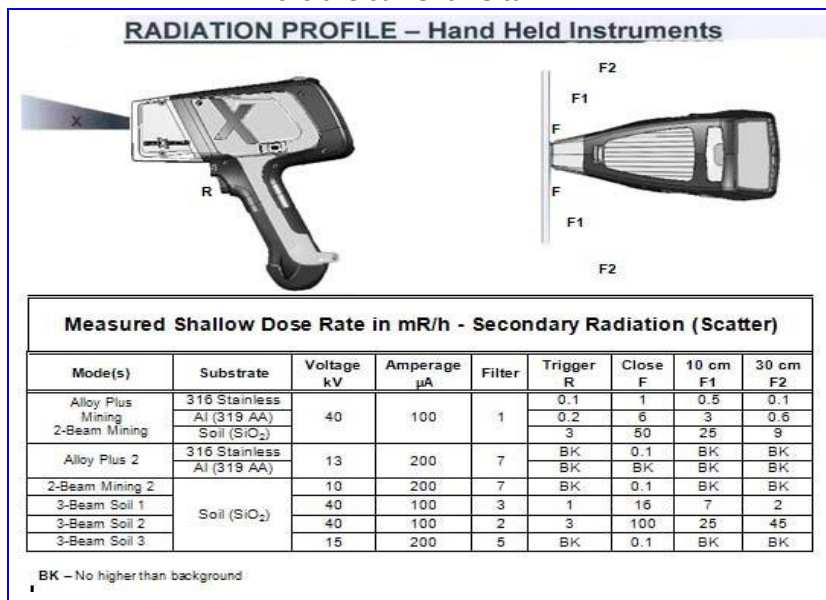 RADIATION PROFILE – Hand Held Instruments
F2
F1
X
X
F
R
F
F1
F2
Measured Shallow Dose Rate in mR/h - Secondary Radiation (Scatter)
Mode(s) Substrate Voltage kV Amperage µA Filter Trigger R Close F 10 cm F1 30 cm F2
Alloy Plus Mining 2-Beam Mining 316 Stainless 40 100 1 0.1 1 0.5 0.1
Al (319 AA) 0.2 6 3 0.6
Soil (SiO₂) 3 50 25 9
Alloy Plus 2 316 Stainless 13 200 7 BK 0.1 BK BK
Al (319 AA) BK BK BK BK
2-Beam Mining 2 Soil (SiO₂) 10 200 7 BK 0.1 BK BK
3-Beam Soil 1 40 100 3 1 16 7 2
3-Beam Soil 2 40 100 2 3 100 25 45
3-Beam Soil 3 15 200 5 BK 0.1 BK BK
BK – No higher than background